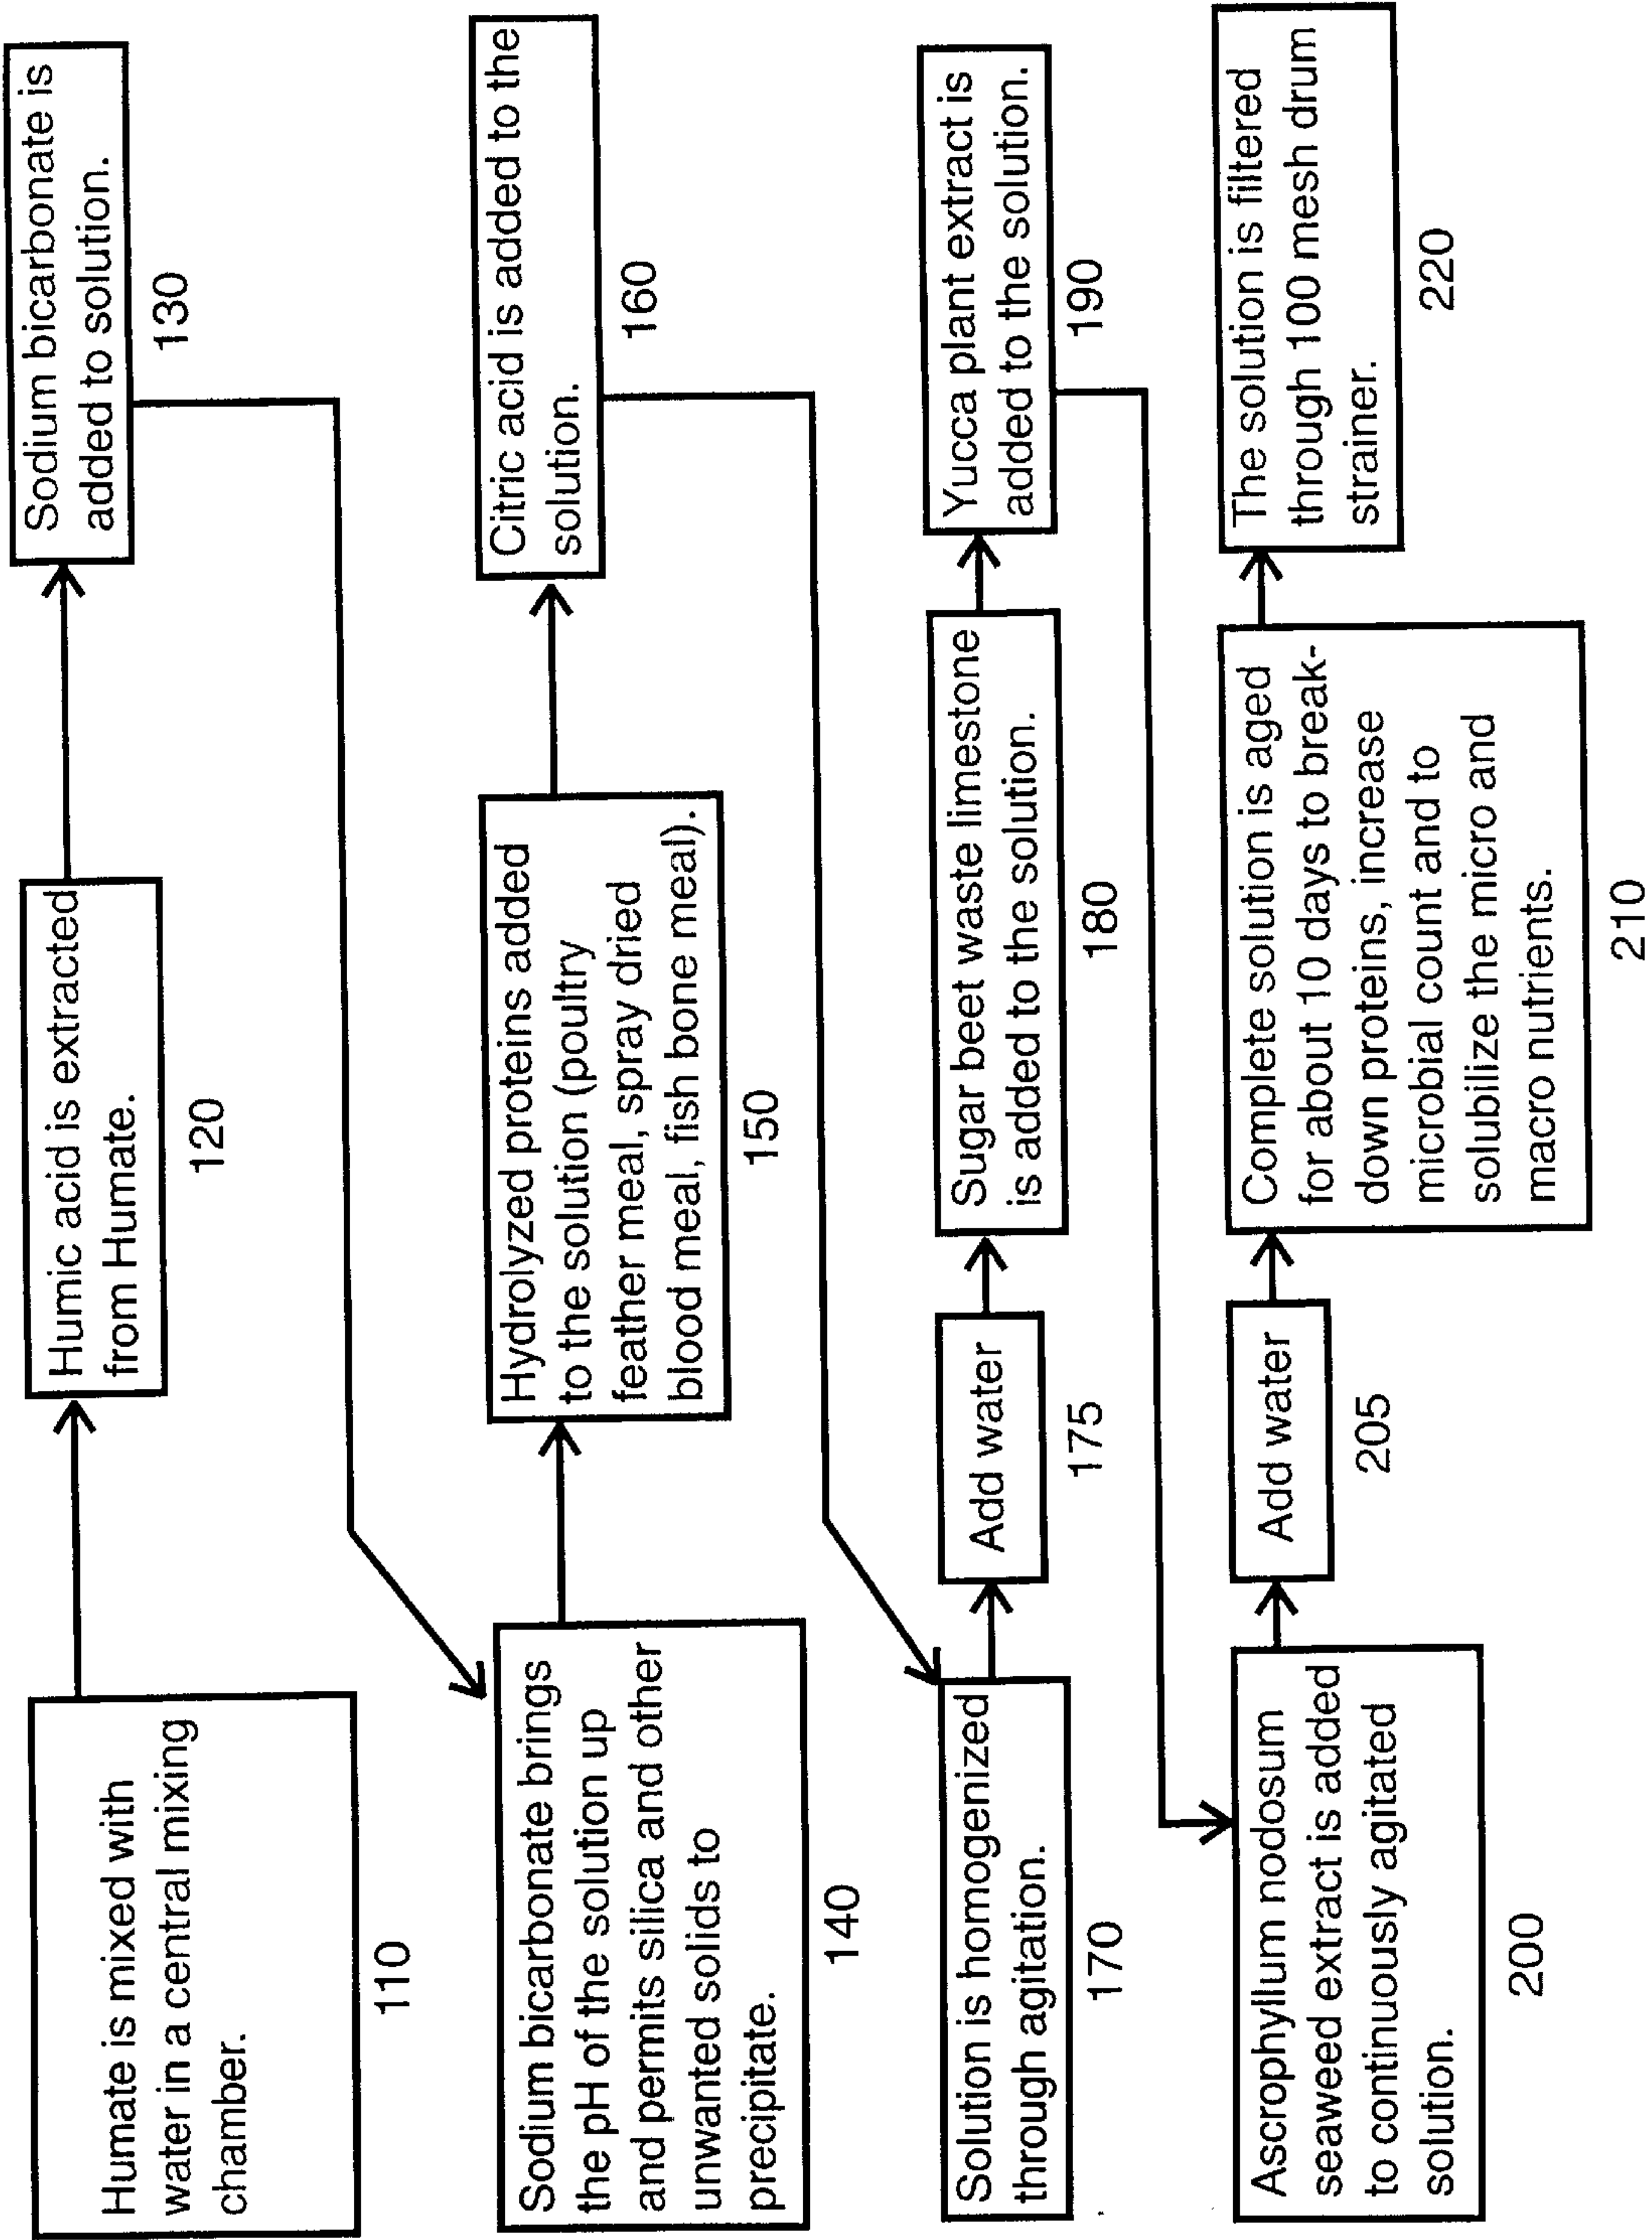 Humate is mixed with
water in a central mixing
chamber.
110
Humic acid is extracted
from Humate.
120
Sodium bicarbonate is
added to solution.
130
Sodium bicarbonate brings
the pH of the solution up
and permits silica and other
unwanted solids to
precipitate.
140
Hydrolyzed proteins added
to the solution (poultry
feather meal, spray dried
blood meal, fish bone meal).
150
Citric acid is added to the
solution.
160
Solution is homogenized
through agitation.
170
Add water
175
Sugar beet waste limestone
is added to the solution.
180
Yucca plant extract is
added to the solution.
190
Ascrophyllum nodosum
seaweed extract is added
to continuously agitated
solution.
200
Add water
205
Complete solution is aged
for about 10 days to break-
down proteins, increase
microbial count and to
solubilize the micro and
macro nutrients.
210
The solution is filtered
through 100 mesh drum
strainer.
220